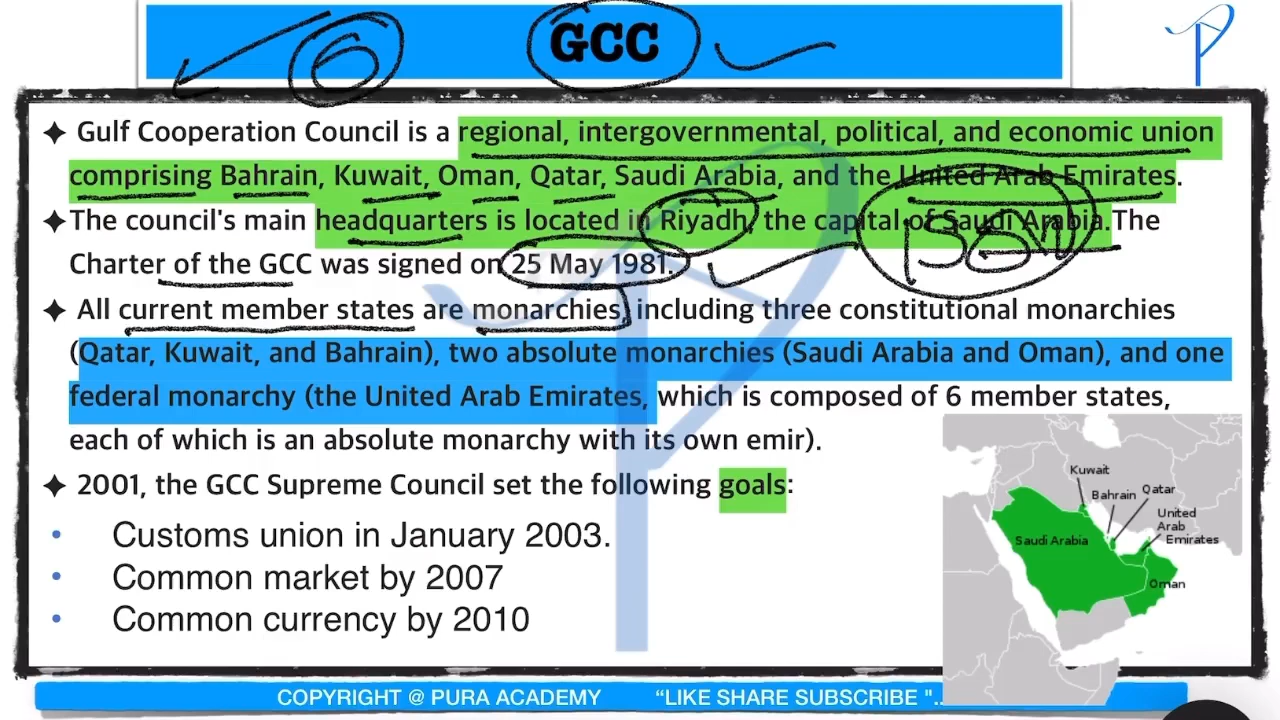 GCC
6
✦ Gulf Cooperation Council is a regional, intergovernmental, political, and economic union
comprising Bahrain, Kuwait, Oman, Qatar, Saudi Arabia, and the United Arab Emirates.
✦The council's main headquarters is located in Riyadh, the capital of Saudi Arabia.The
Charter of the GCC was signed on 25 May 1981.
✦ All current member states are monarchies, including three constitutional monarchies
(Qatar, Kuwait, and Bahrain), two absolute monarchies (Saudi Arabia and Oman), and one
federal monarchy (the United Arab Emirates, which is composed of 6 member states,
each of which is an absolute monarchy with its own emir).
✦ 2001, the GCC Supreme Council set the following goals:
• Customs union in January 2003.
• Common market by 2007
• Common currency by 2010
Kuwait
Bahrain
Qatar
United
Arab
Emirates
Saudi Arabia
Oman
COPYRIGHT @ PURA ACADEMY “LIKE SHARE SUBSCRIBE "..